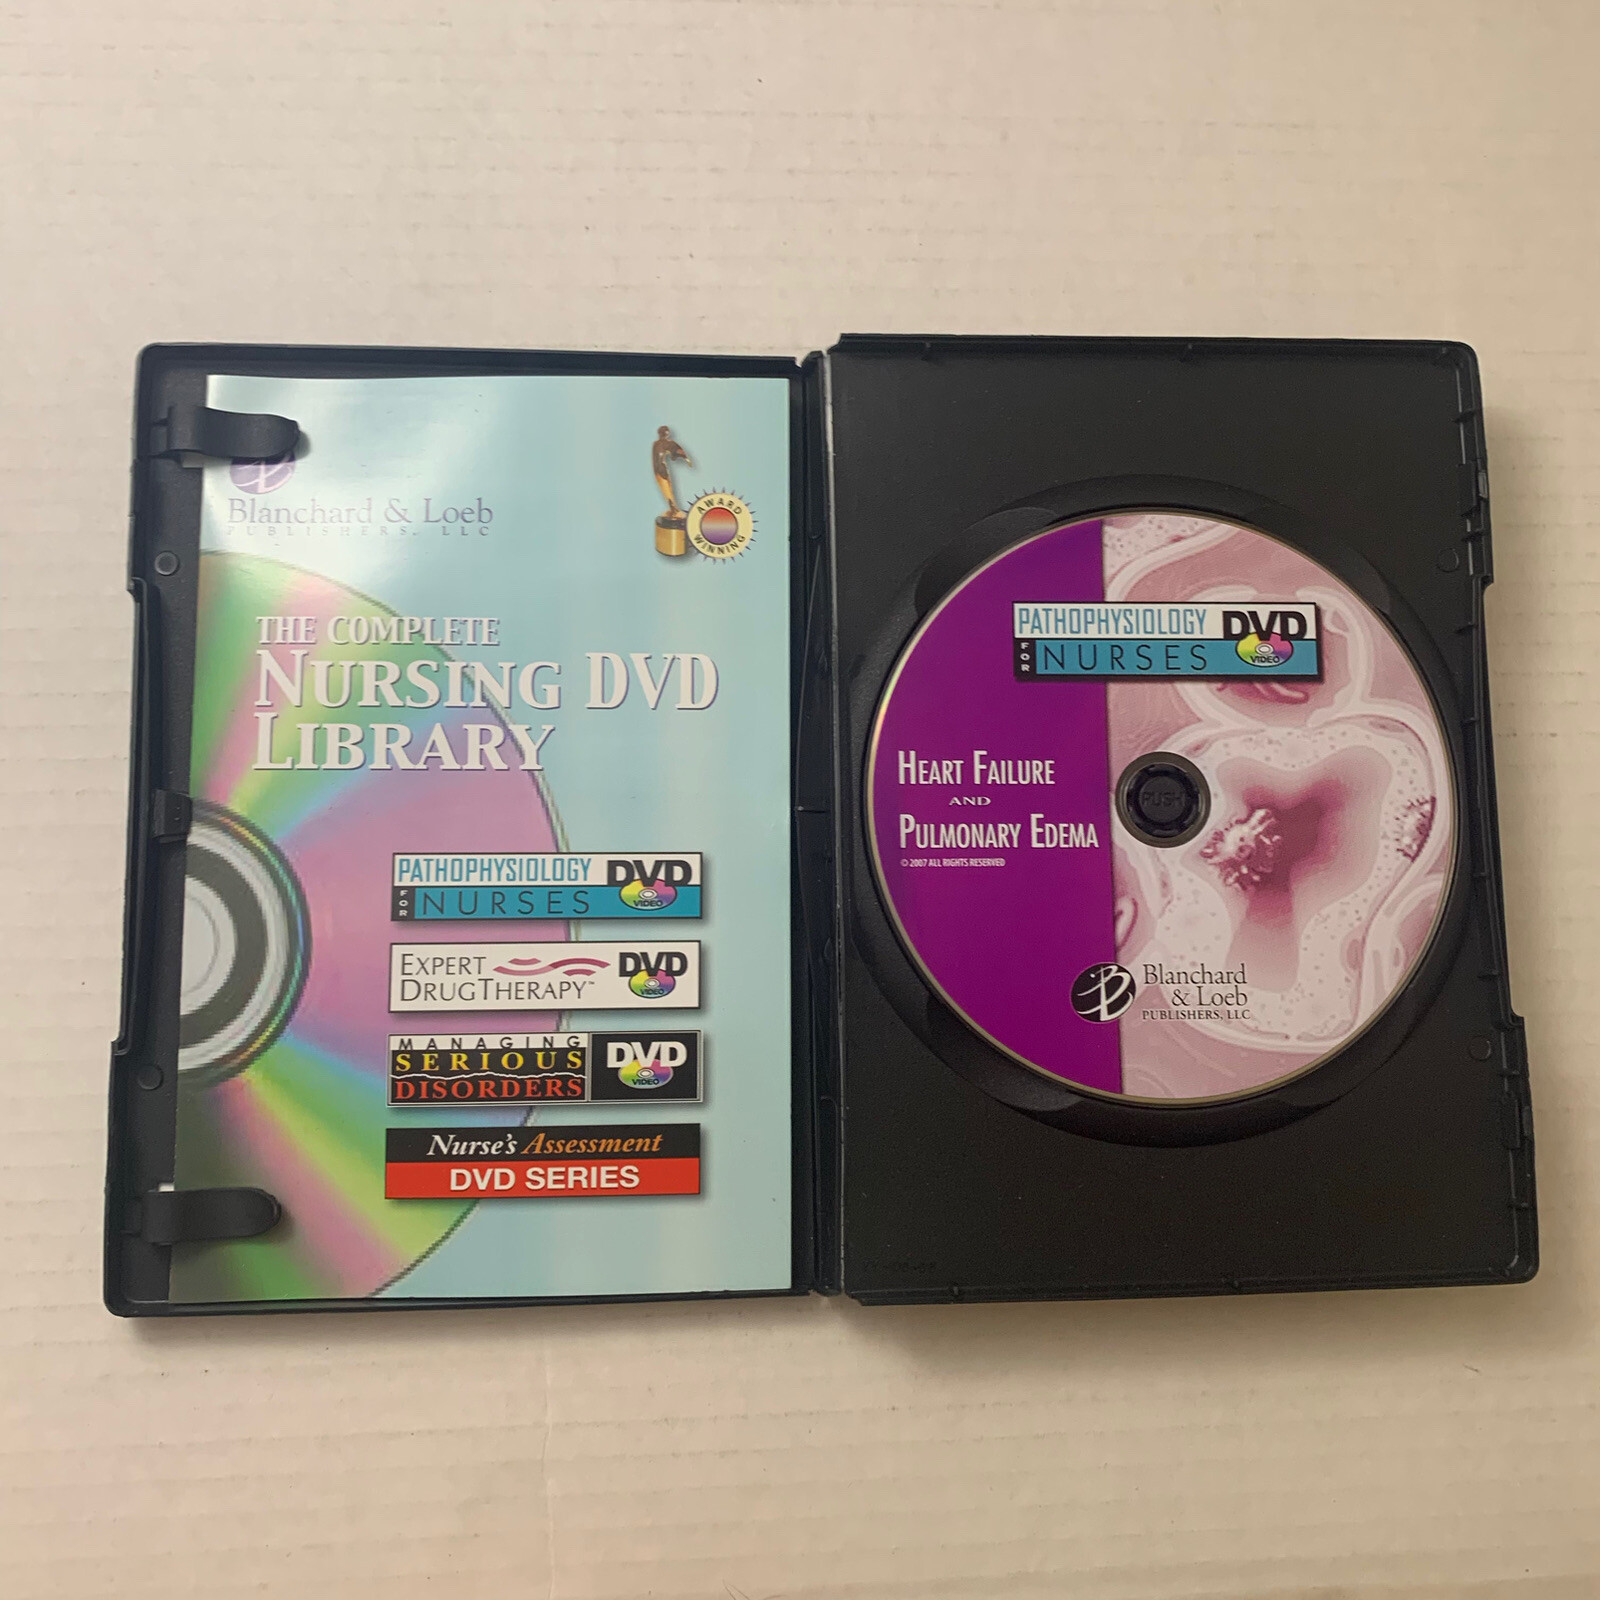 Blanchard & Loeb
PUBLISHERS, LLC
AWARD
WINNING
THE COMPLETE
NURSING DVD
LIBRARY
PATHOPHYSIOLOGY
FOR
NURSES
DVD
VIDEO
EXPERT
DRUGTHERAPY™
DVD
VIDEO
MANAGING
SERIOUS
DISORDERS
DVD
VIDEO
Nurse's Assessment
DVD SERIES
PATHOPHYSIOLOGY
FOR
NURSES
DVD
VIDEO
HEART FAILURE
AND
PULMONARY EDEMA
© 2007 ALL RIGHTS RESERVED
PUSH
Blanchard
& Loeb
PUBLISHERS, LLC